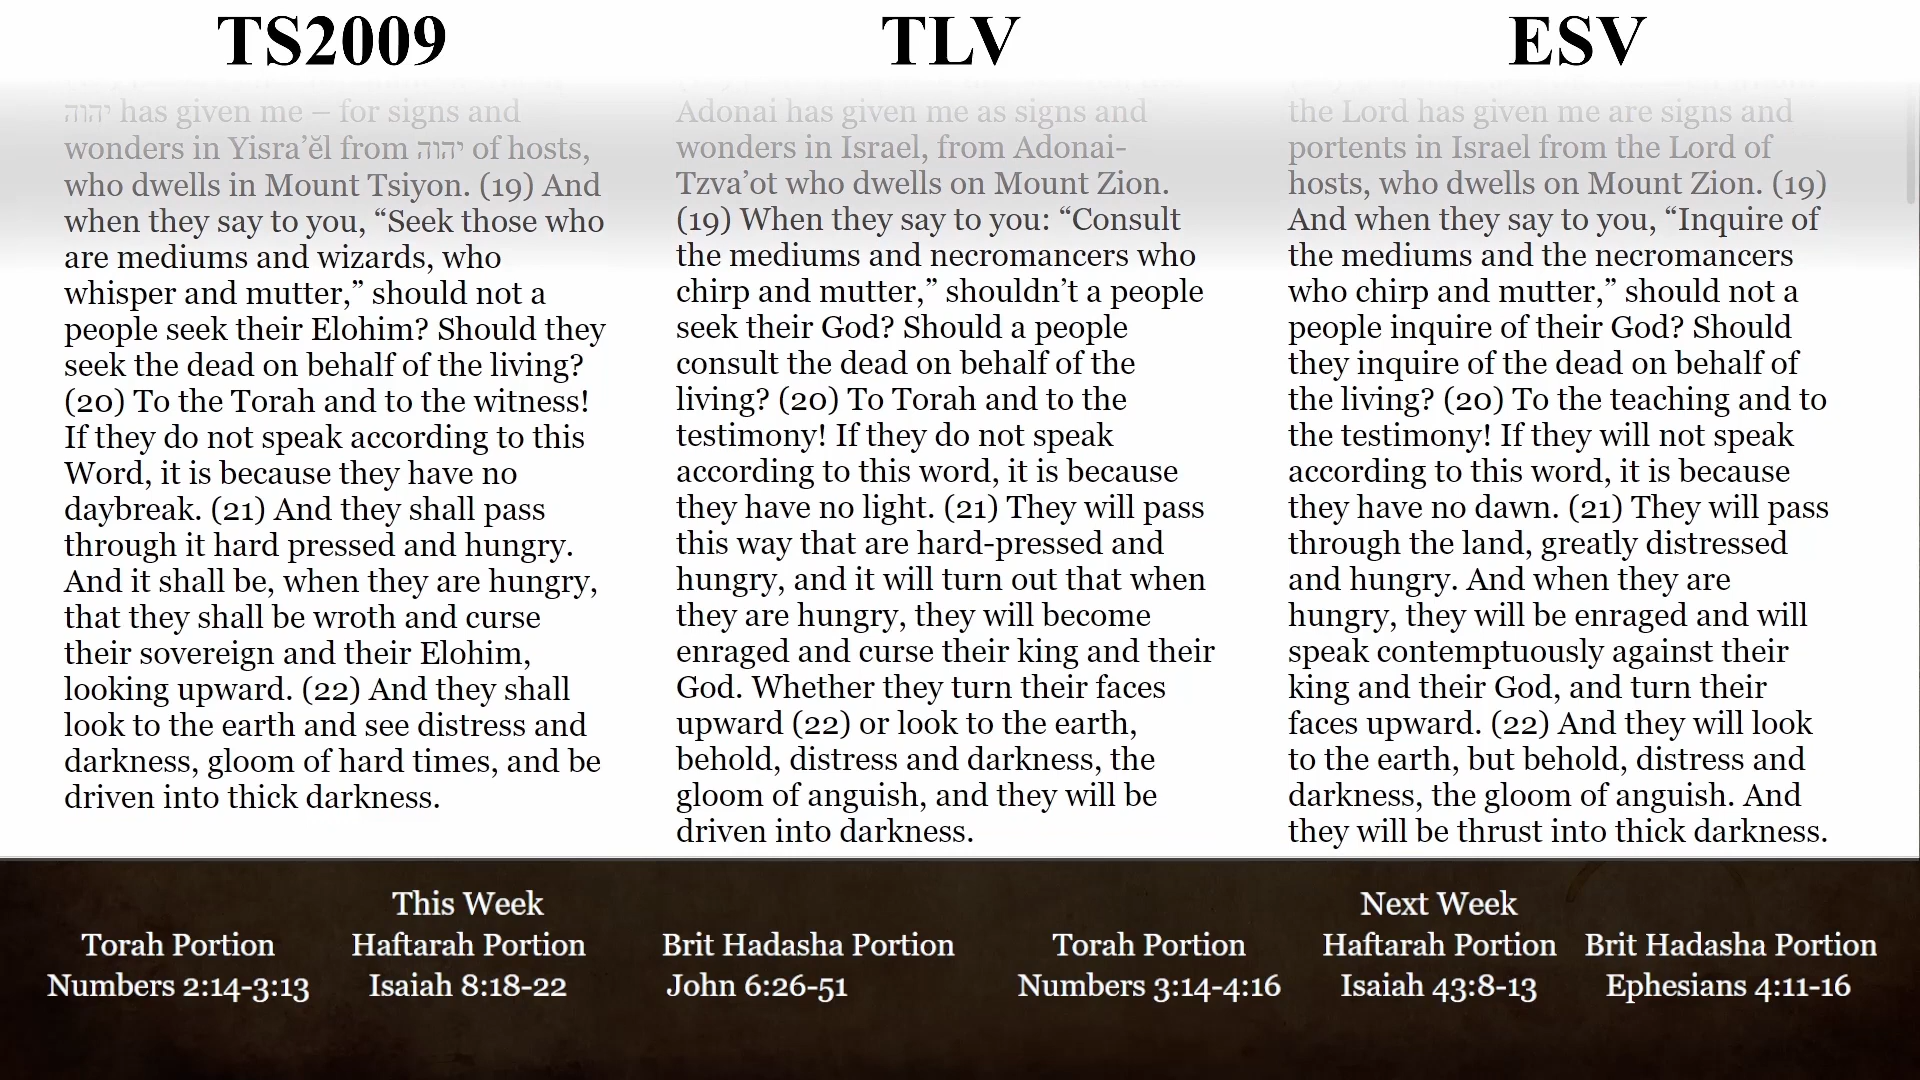 TS2009
יהוה has given me – for signs and
wonders in Yisra’ĕl from יהוה of hosts,
who dwells in Mount Tsiyon. (19) And
when they say to you, “Seek those who
are mediums and wizards, who
whisper and mutter,” should not a
people seek their Elohim? Should they
seek the dead on behalf of the living?
(20) To the Torah and to the witness!
If they do not speak according to this
Word, it is because they have no
daybreak. (21) And they shall pass
through it hard pressed and hungry.
And it shall be, when they are hungry,
that they shall be wroth and curse
their sovereign and their Elohim,
looking upward. (22) And they shall
look to the earth and see distress and
darkness, gloom of hard times, and be
driven into thick darkness.
TLV
Adonai has given me as signs and
wonders in Israel, from Adonai-
Tzva’ot who dwells on Mount Zion.
(19) When they say to you: “Consult
the mediums and necromancers who
chirp and mutter,” shouldn’t a people
seek their God? Should a people
consult the dead on behalf of the
living? (20) To Torah and to the
testimony! If they do not speak
according to this word, it is because
they have no light. (21) They will pass
this way that are hard-pressed and
hungry, and it will turn out that when
they are hungry, they will become
enraged and curse their king and their
God. Whether they turn their faces
upward (22) or look to the earth,
behold, distress and darkness, the
gloom of anguish, and they will be
driven into darkness.
ESV
the Lord has given me are signs and
portents in Israel from the Lord of
hosts, who dwells on Mount Zion. (19)
And when they say to you, “Inquire of
the mediums and the necromancers
who chirp and mutter,” should not a
people inquire of their God? Should
they inquire of the dead on behalf of
the living? (20) To the teaching and to
the testimony! If they will not speak
according to this word, it is because
they have no dawn. (21) They will pass
through the land, greatly distressed
and hungry. And when they are
hungry, they will be enraged and will
speak contemptuously against their
king and their God, and turn their
faces upward. (22) And they will look
to the earth, but behold, distress and
darkness, the gloom of anguish. And
they will be thrust into thick darkness.
This Week
Torah Portion
Numbers 2:14-3:13
Haftarah Portion
Isaiah 8:18-22
Brit Hadasha Portion
John 6:26-51
Next Week
Torah Portion
Numbers 3:14-4:16
Haftarah Portion
Isaiah 43:8-13
Brit Hadasha Portion
Ephesians 4:11-16